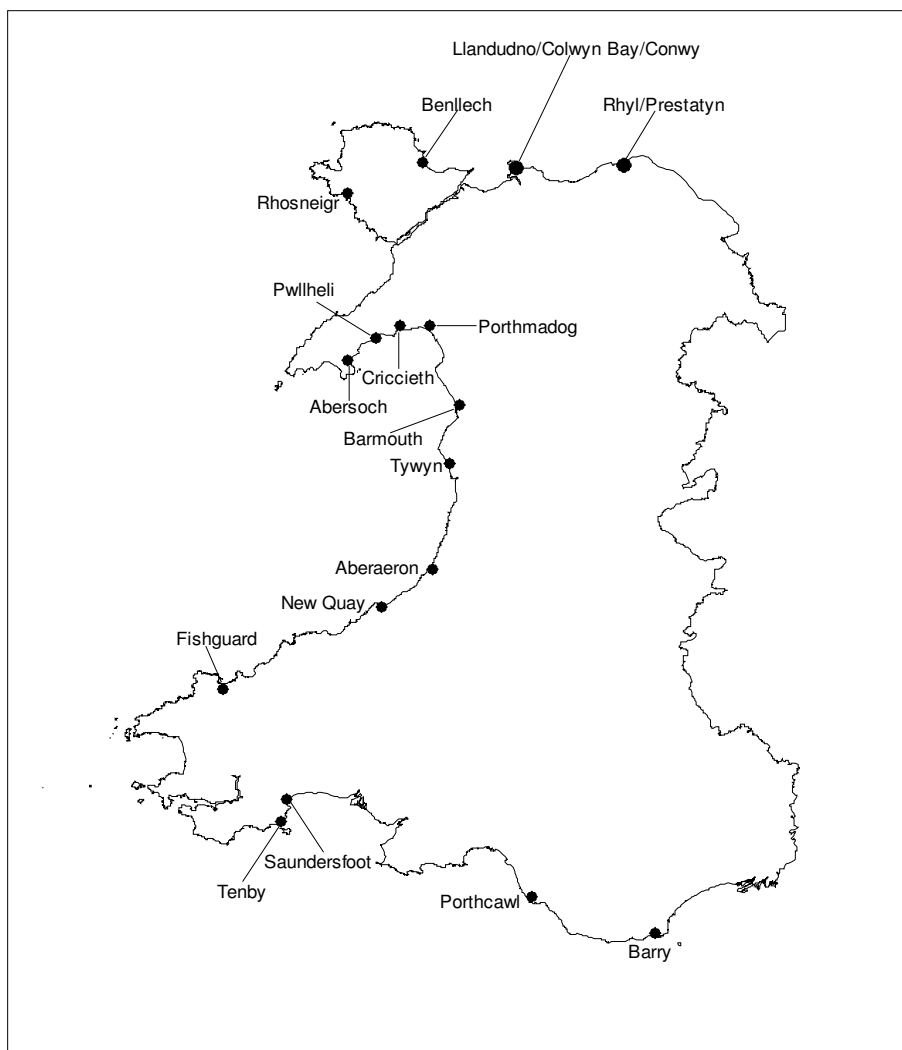 Llandudno/Colwyn Bay/Conwy
Benllech
Rhyl/Prestatyn
Rhosneigr
Pwllheli
Porthmadog
Criccieth
Abersoch
Barmouth
Tywyn
Aberaeron
New Quay
Fishguard
Saundersfoot
Tenby
Porthcawl
Barry